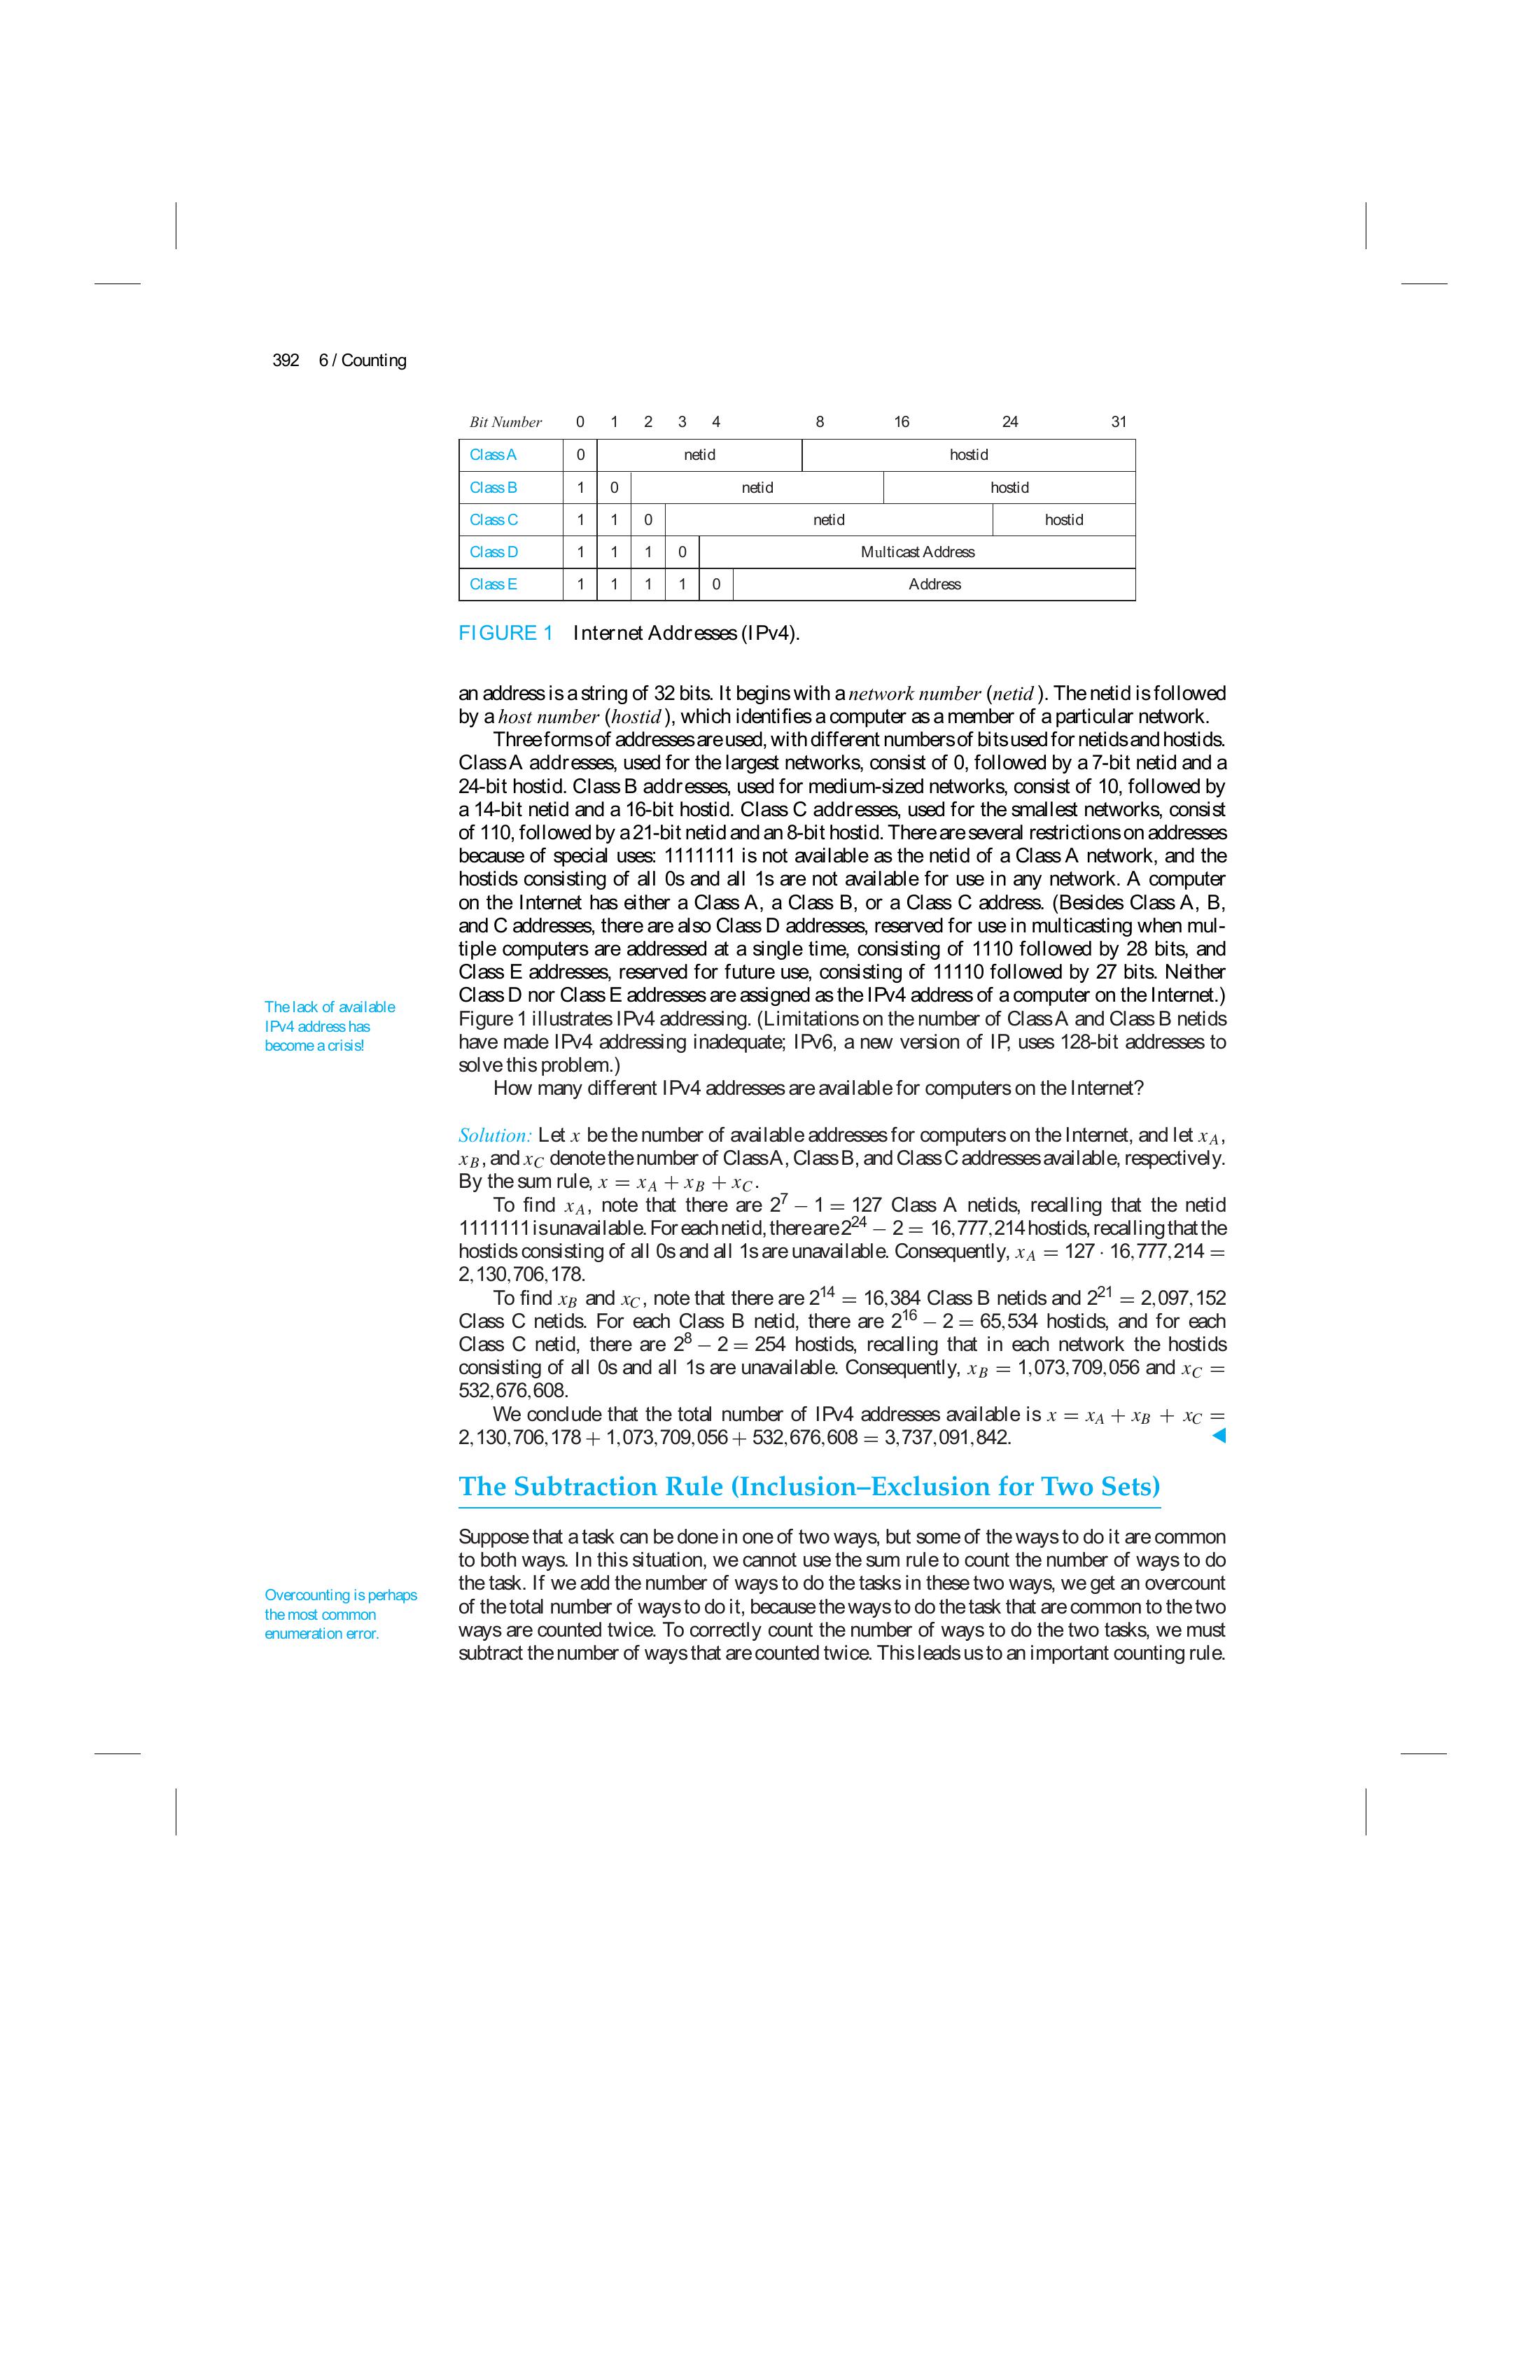 392 6 / Counting
Bit Number 0 1 2 3 4 8 16 24 31
Class A 0 netid hostid
Class B 1 0 netid hostid
Class C 1 1 0 netid hostid
Class D 1 1 1 0 Multicast Address
Class E 1 1 1 1 0 Address
FIGURE 1 Internet Addresses (IPv4).
an address is a string of 32 bits. It begins with a network number (netid). The netid is followed
by a host number (hostid), which identifies a computer as a member of a particular network.
Three forms of addresses are used, with different numbers of bits used for netids and hostids.
Class A addresses, used for the largest networks, consist of 0, followed by a 7-bit netid and a
24-bit hostid. Class B addresses, used for medium-sized networks, consist of 10, followed by
a 14-bit netid and a 16-bit hostid. Class C addresses, used for the smallest networks, consist
of 110, followed by a 21-bit netid and an 8-bit hostid. There are several restrictions on addresses
because of special uses: 1111111 is not available as the netid of a Class A network, and the
hostids consisting of all 0s and all 1s are not available for use in any network. A computer
on the Internet has either a Class A, a Class B, or a Class C address. (Besides Class A, B,
and C addresses, there are also Class D addresses, reserved for use in multicasting when mul-
tiple computers are addressed at a single time, consisting of 1110 followed by 28 bits, and
Class E addresses, reserved for future use, consisting of 11110 followed by 27 bits. Neither
Class D nor Class E addresses are assigned as the IPv4 address of a computer on the Internet.)
The lack of available
IPv4 address has
become a crisis!
Figure 1 illustrates IPv4 addressing. (Limitations on the number of Class A and Class B netids
have made IPv4 addressing inadequate; IPv6, a new version of IP, uses 128-bit addresses to
solve this problem.)
How many different IPv4 addresses are available for computers on the Internet?
Solution: Let x be the number of available addresses for computers on the Internet, and let x_A,
x_B, and x_C denote the number of Class A, Class B, and Class C addresses available, respectively.
By the sum rule, x = x_A + x_B + x_C.
To find x_A, note that there are 2^7 − 1 = 127 Class A netids, recalling that the netid
1111111 is unavailable. For each netid, there are 2^24 − 2 = 16,777,214 hostids, recalling that the
hostids consisting of all 0s and all 1s are unavailable. Consequently, x_A = 127 · 16,777,214 =
2,130,706,178.
To find x_B and x_C, note that there are 2^14 = 16,384 Class B netids and 2^21 = 2,097,152
Class C netids. For each Class B netid, there are 2^16 − 2 = 65,534 hostids, and for each
Class C netid, there are 2^8 − 2 = 254 hostids, recalling that in each network the hostids
consisting of all 0s and all 1s are unavailable. Consequently, x_B = 1,073,709,056 and x_C =
532,676,608.
We conclude that the total number of IPv4 addresses available is x = x_A + x_B + x_C =
2,130,706,178 + 1,073,709,056 + 532,676,608 = 3,737,091,842.
The Subtraction Rule (Inclusion–Exclusion for Two Sets)
Suppose that a task can be done in one of two ways, but some of the ways to do it are common
to both ways. In this situation, we cannot use the sum rule to count the number of ways to do
the task. If we add the number of ways to do the tasks in these two ways, we get an overcount
of the total number of ways to do it, because the ways to do the task that are common to the two
ways are counted twice. To correctly count the number of ways to do the two tasks, we must
subtract the number of ways that are counted twice. This leads us to an important counting rule.
Overcounting is perhaps
the most common
enumeration error.